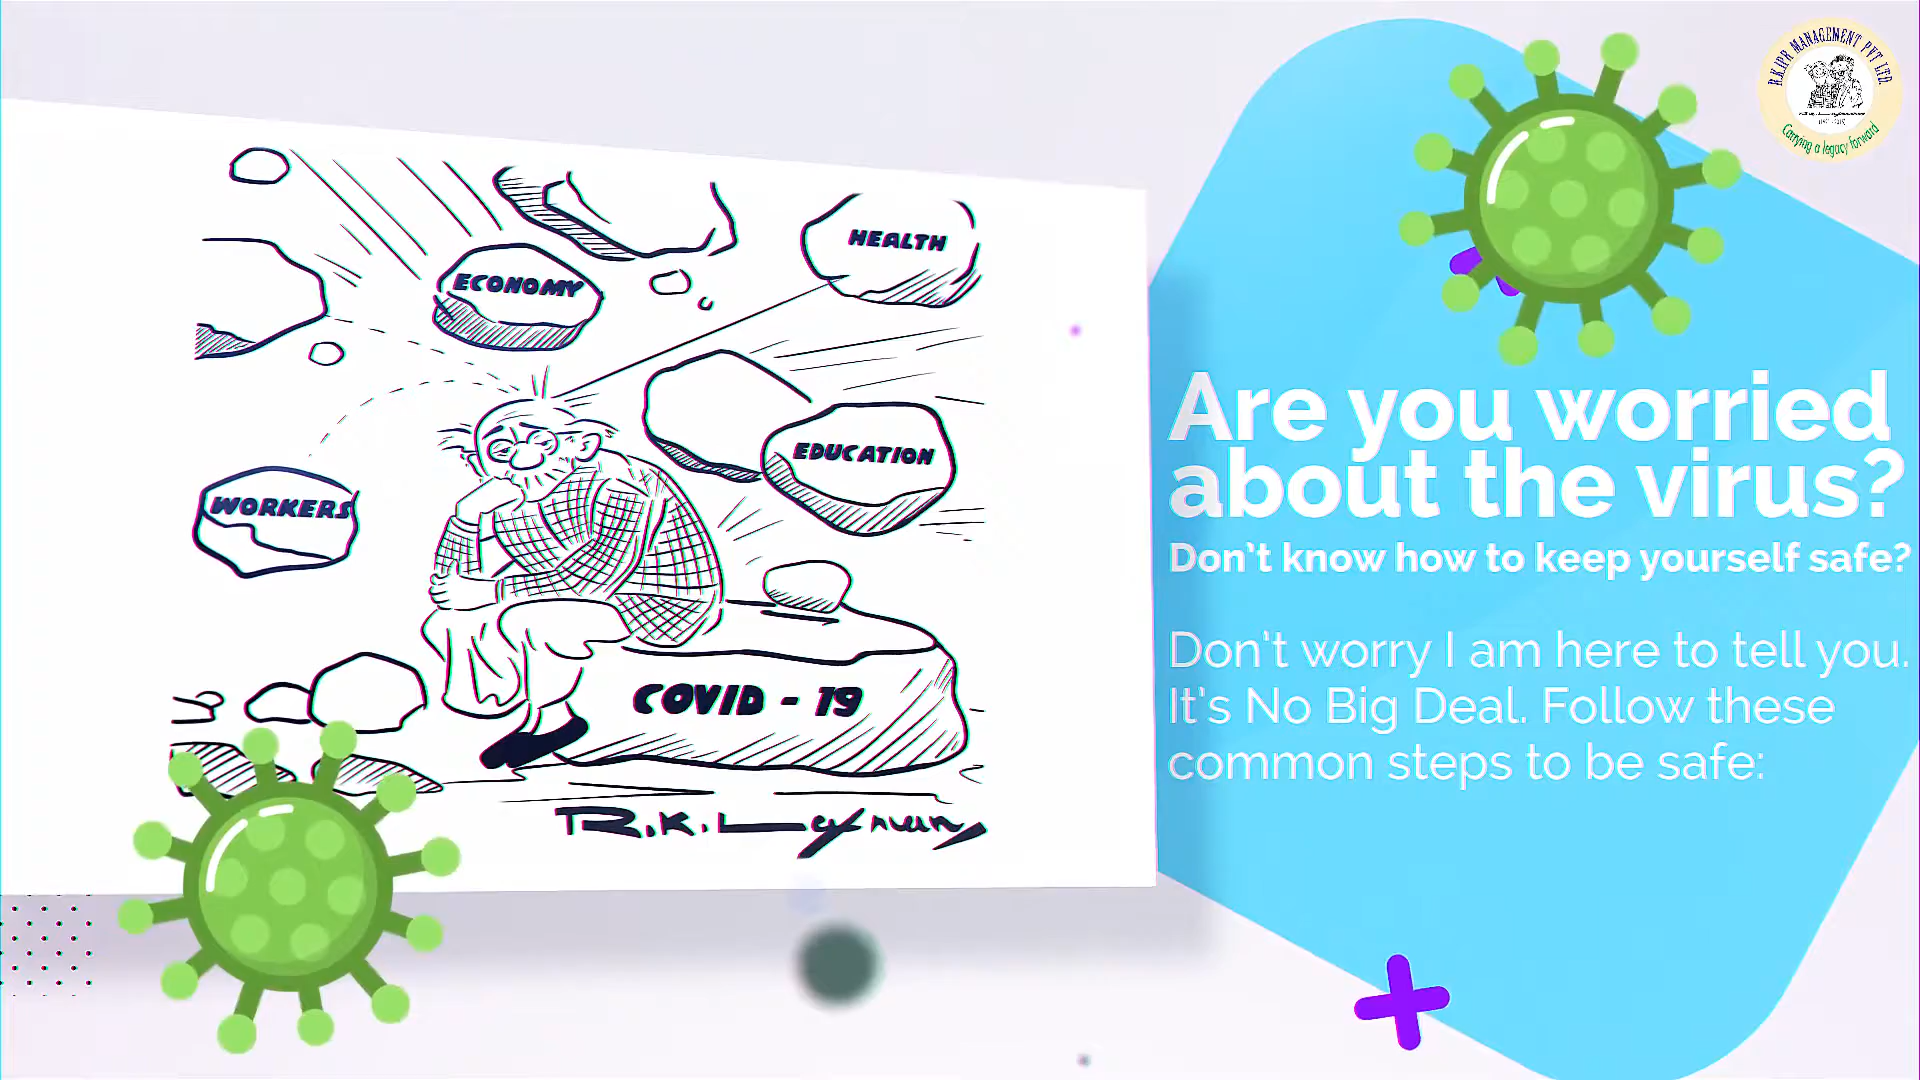 R.K.IPR MANAGEMENT PVT LTD.
Carrying a legacy forward
HEALTH
ECONOMY
EDUCATION
WORKERS
COVID - 19
R.K. Laxman
Are you worried
about the virus?
Don't know how to keep yourself safe?
Don't worry I am here to tell you.
It's No Big Deal. Follow these
common steps to be safe: